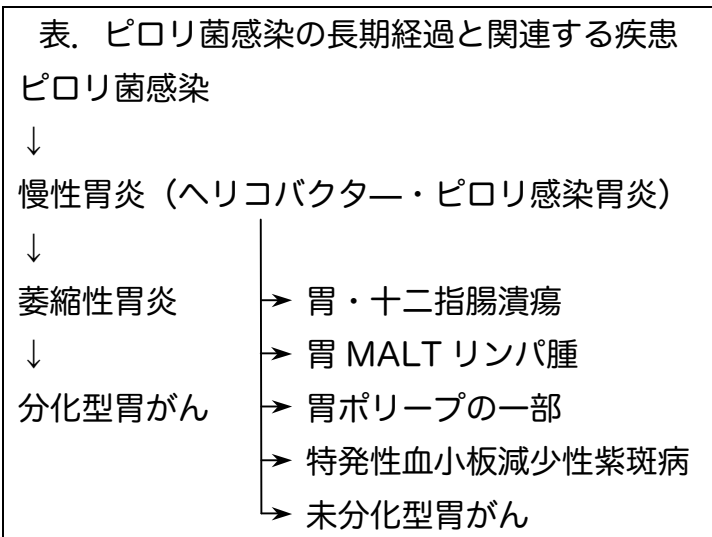 表．ピロリ菌感染の長期経過と関連する疾患
ピロリ菌感染
↓
慢性胃炎（ヘリコバクタ―・ピロリ感染胃炎）
↓
萎縮性胃炎 → 胃・十二指腸潰瘍
↓ → 胃 MALT リンパ腫
分化型胃がん → 胃ポリープの一部
→ 特発性血小板減少性紫斑病
→ 未分化型胃がん